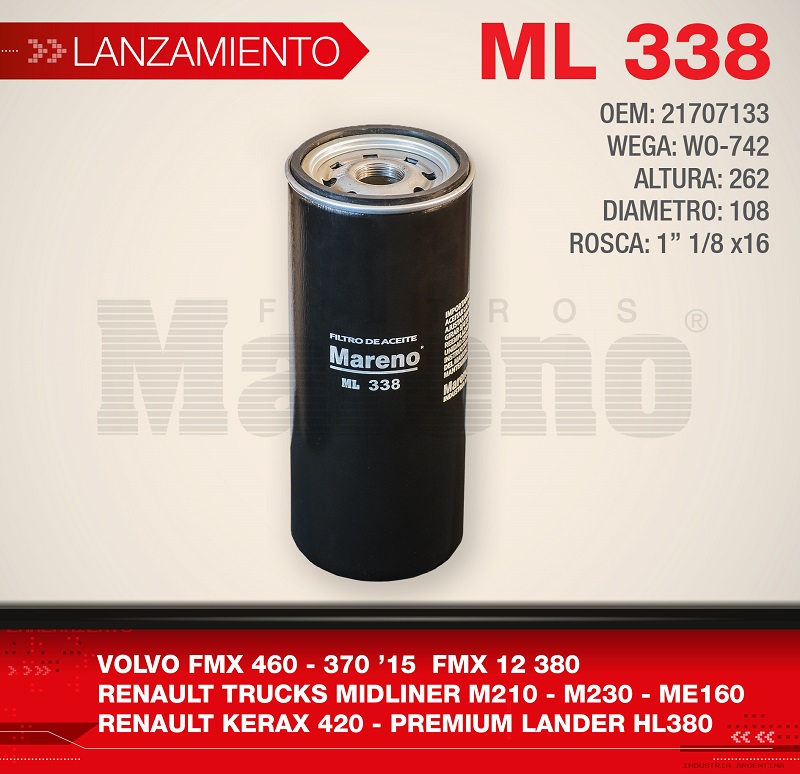 LANZAMIENTO
ML 338
OEM: 21707133
WEGA: WO-742
ALTURA: 262
DIAMETRO: 108
ROSCA: 1” 1/8 x16
FILTROS
Mareno®
FILTRO DE ACEITE
Mareno
ML 338
VOLVO FMX 460 - 370 ’15 FMX 12 380
RENAULT TRUCKS MIDLINER M210 - M230 - ME160
RENAULT KERAX 420 - PREMIUM LANDER HL380
INDUSTRIA ARGENTINA